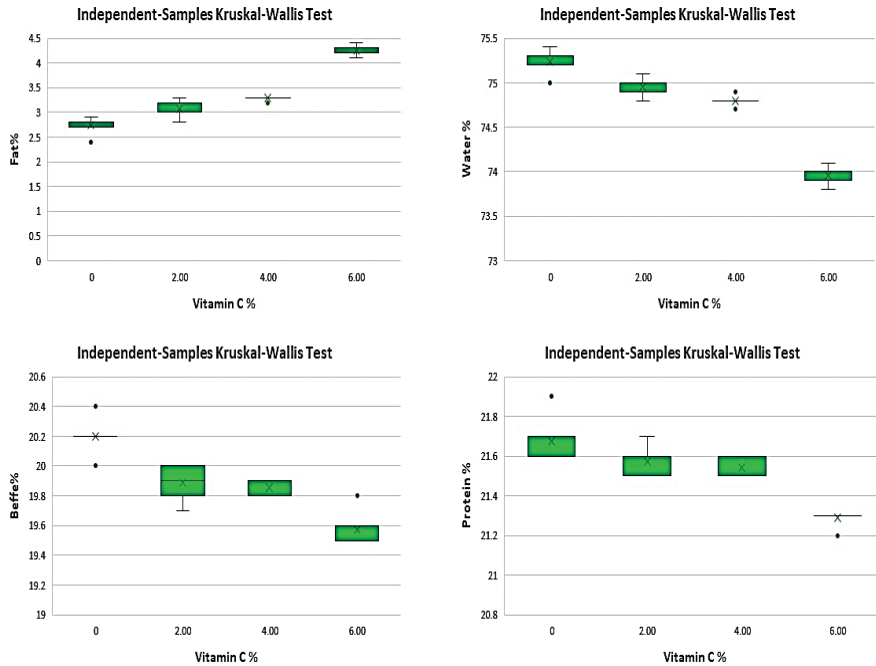 Independent-Samples Kruskal-Wallis Test
4.5
4
3.5
3
2.5
2
1.5
1
0.5
0
Fat%
0 2.00 4.00 6.00
Vitamin C %
Independent-Samples Kruskal-Wallis Test
75.5
75
74.5
74
73.5
73
Water %
0 2.00 4.00 6.00
Vitamin C %
Independent-Samples Kruskal-Wallis Test
20.6
20.4
20.2
20
19.8
19.6
19.4
19.2
19
Beffe%
0 2.00 4.00 6.00
Vitamin C %
Independent-Samples Kruskal-Wallis Test
22
21.8
21.6
21.4
21.2
21
20.8
Protein %
0 2.00 4.00 6.00
Vitamin C %